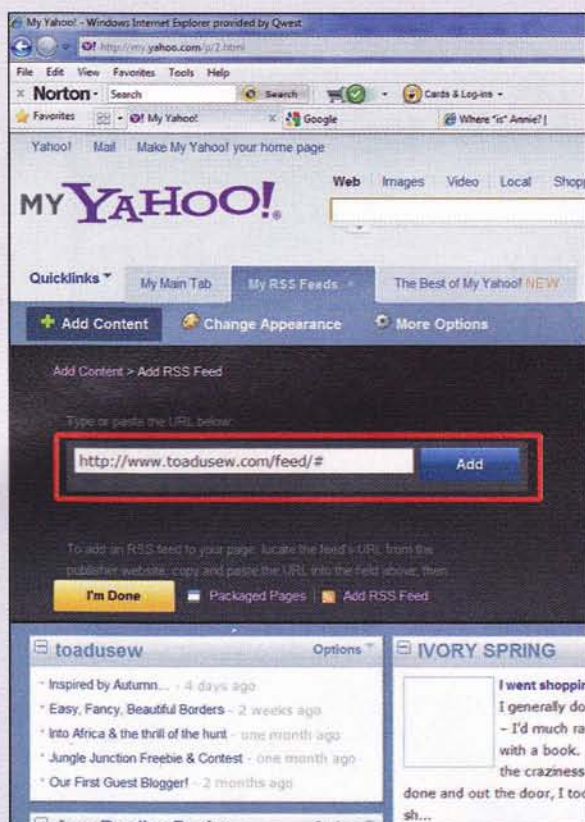 My Yahoo! - Windows Internet Explorer provided by Qwest
http://my.yahoo.com/p/2.html
File Edit View Favorites Tools Help
× Norton - Search Search Cards & Log-ins
Favorites My Yahoo! × Google Where "is" Annie? |
Yahoo! Mail Make My Yahoo! your home page
MY YAHOO!®
Web Images Video Local Shopp
Quicklinks My Main Tab My RSS Feeds The Best of My Yahoo! NEW
Add Content Change Appearance More Options
Add Content > Add RSS Feed
Type or paste the URL below:
http://www.toadusew.com/feed/# Add
To add an RSS feed to your page, locate the feed's URL from the
publisher website, copy and paste the URL into the field above, then
I'm Done Packaged Pages Add RSS Feed
toadusew Options
Inspired by Autumn... - 4 days ago
Easy, Fancy, Beautiful Borders - 2 weeks ago
Into Africa & the thrill of the hunt - one month ago
Jungle Junction Freebie & Contest - one month ago
Our First Guest Blogger! - 2 months ago
IVORY SPRING
I went shoppin
I generally do
– I'd much ra
with a book.
the craziness
done and out the door, I too
sh...